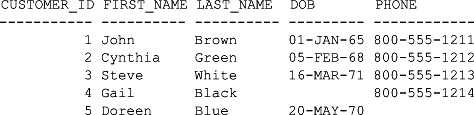 CUSTOMER_ID FIRST_NAME LAST_NAME DOB PHONE
----------- ---------- ---------- --------- ------------
1 John Brown 01-JAN-65 800-555-1211
2 Cynthia Green 05-FEB-68 800-555-1212
3 Steve White 16-MAR-71 800-555-1213
4 Gail Black 800-555-1214
5 Doreen Blue 20-MAY-70